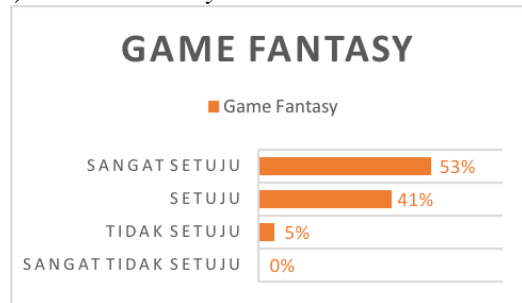 GAME FANTASY
Game Fantasy
SANGAT SETUJU 53%
SETUJU 41%
TIDAK SETUJU 5%
SANGAT TIDAK SETUJU 0%